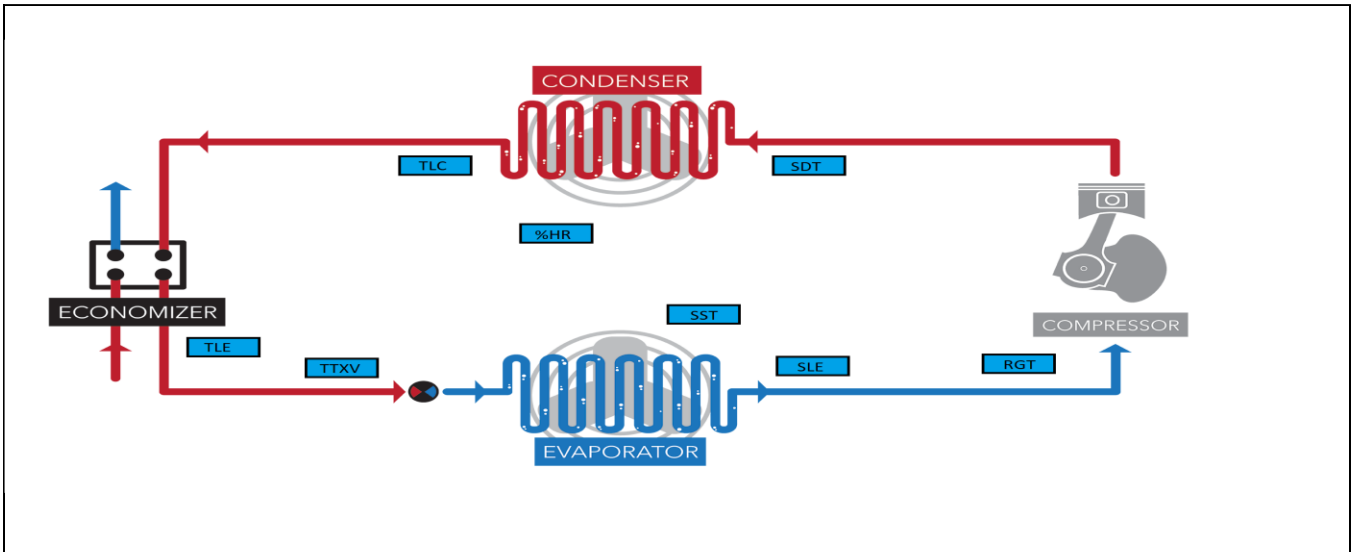 CONDENSER
TLC
SDT
%HR
ECONOMIZER
SST
COMPRESSOR
TLE
TTXV
SLE
RGT
EVAPORATOR